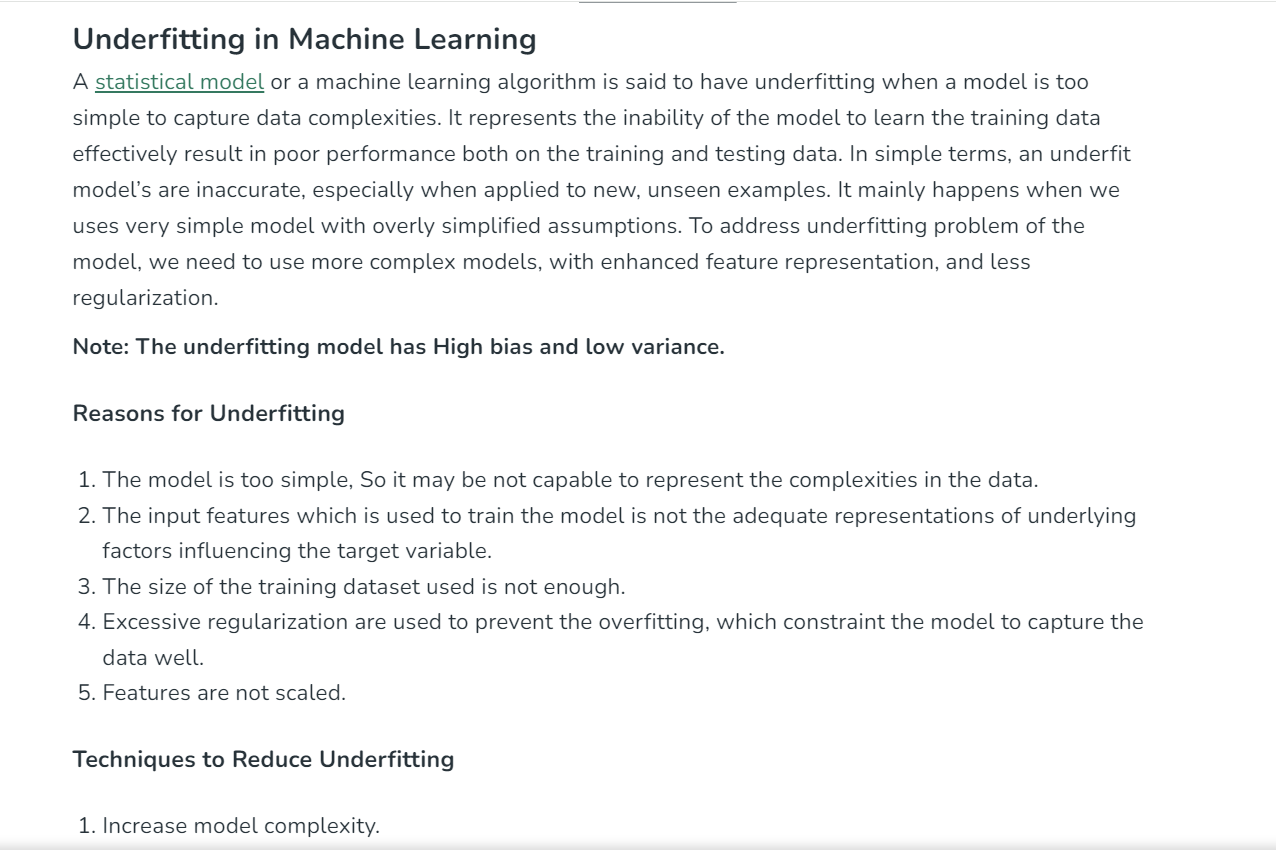 Underfitting in Machine Learning
A statistical model or a machine learning algorithm is said to have underfitting when a model is too
simple to capture data complexities. It represents the inability of the model to learn the training data
effectively result in poor performance both on the training and testing data. In simple terms, an underfit
model’s are inaccurate, especially when applied to new, unseen examples. It mainly happens when we
uses very simple model with overly simplified assumptions. To address underfitting problem of the
model, we need to use more complex models, with enhanced feature representation, and less
regularization.
Note: The underfitting model has High bias and low variance.
Reasons for Underfitting
1. The model is too simple, So it may be not capable to represent the complexities in the data.
2. The input features which is used to train the model is not the adequate representations of underlying
factors influencing the target variable.
3. The size of the training dataset used is not enough.
4. Excessive regularization are used to prevent the overfitting, which constraint the model to capture the
data well.
5. Features are not scaled.
Techniques to Reduce Underfitting
1. Increase model complexity.